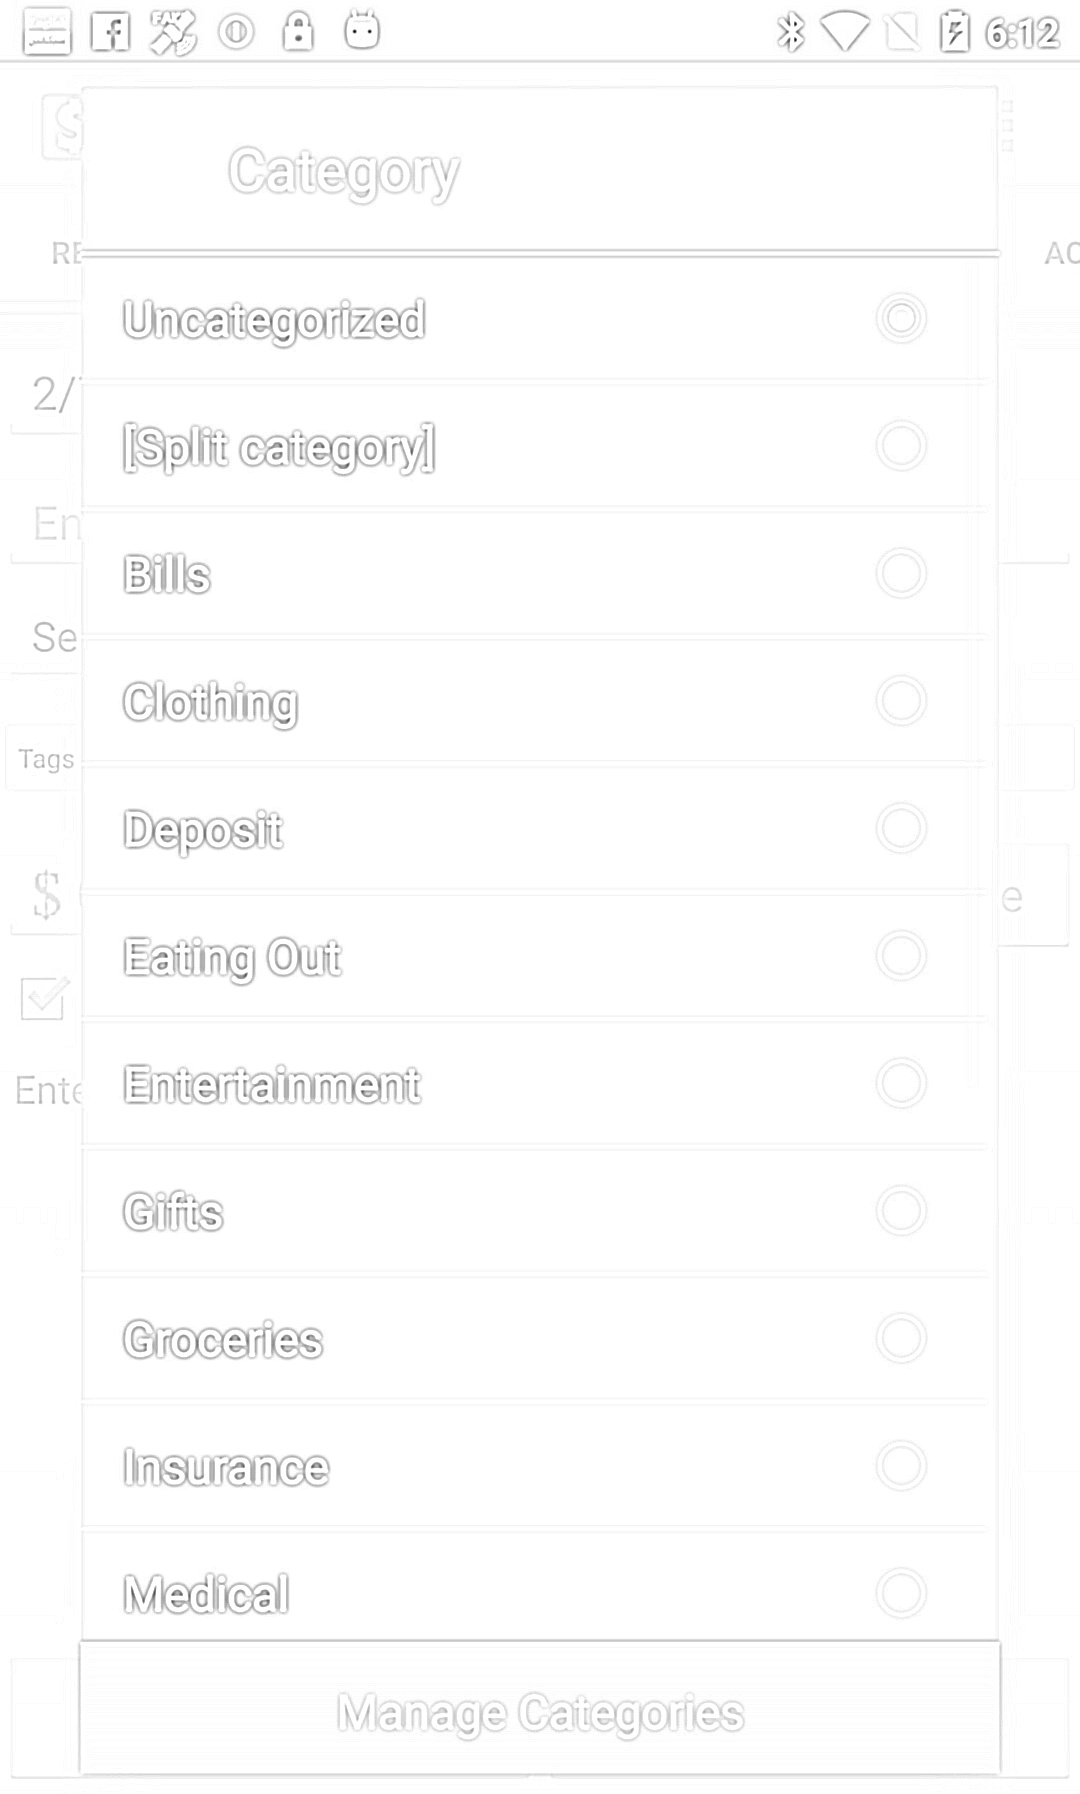 FAKE
6:12
Category
RE
AC
Uncategorized
2/
[Split category]
En
Bills
Se
Clothing
Tags
Deposit
$
e
Eating Out
Entertainment
Ente
Gifts
Groceries
Insurance
Medical
Manage Categories